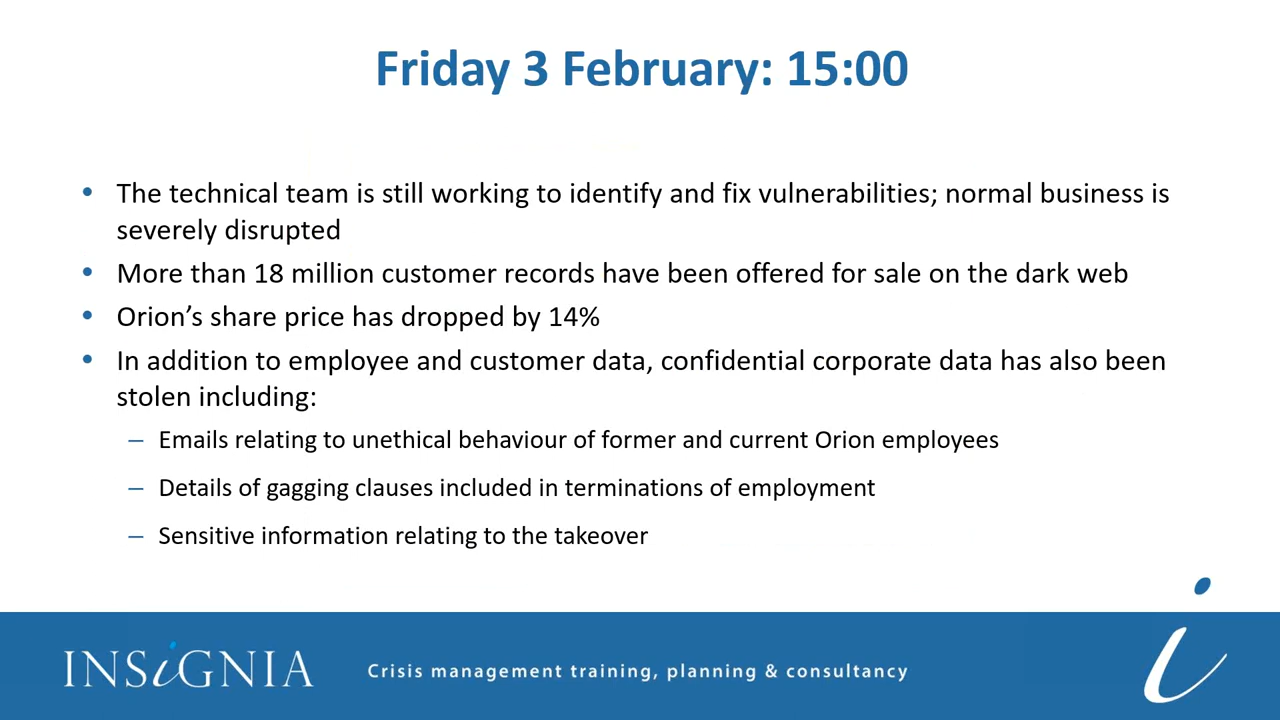 Friday 3 February: 15:00
• The technical team is still working to identify and fix vulnerabilities; normal business is
severely disrupted
• More than 18 million customer records have been offered for sale on the dark web
• Orion’s share price has dropped by 14%
• In addition to employee and customer data, confidential corporate data has also been
stolen including:
– Emails relating to unethical behaviour of former and current Orion employees
– Details of gagging clauses included in terminations of employment
– Sensitive information relating to the takeover
INSiGNIA
Crisis management training, planning & consultancy
i